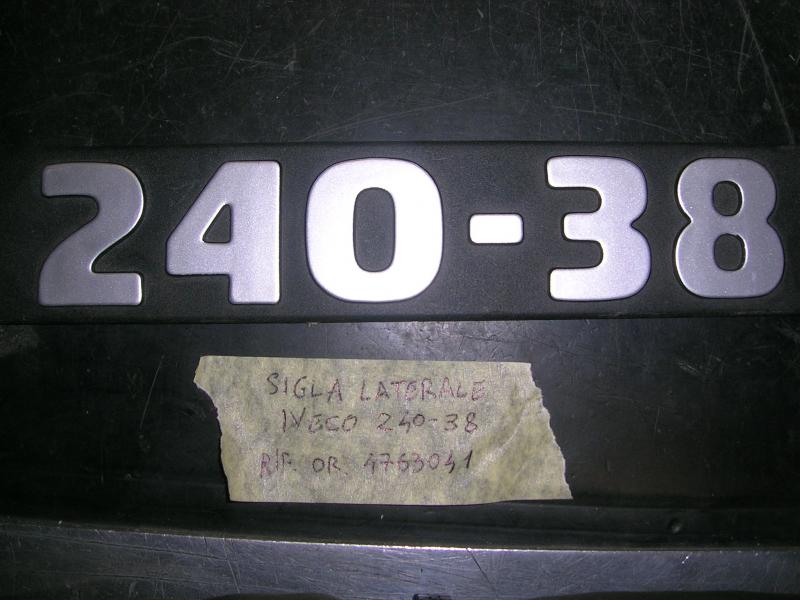 240-38
SIGLA LATERALE
IVECO 240-38
RIF. OR. 4763041